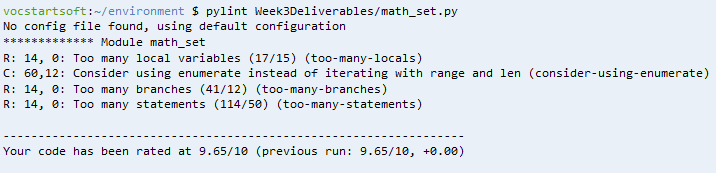 vocstartsoft:~/environment $ pylint Week3Deliverables/math_set.py
No config file found, using default configuration
************* Module math_set
R: 14, 0: Too many local variables (17/15) (too-many-locals)
C: 60,12: Consider using enumerate instead of iterating with range and len (consider-using-enumerate)
R: 14, 0: Too many branches (41/12) (too-many-branches)
R: 14, 0: Too many statements (114/50) (too-many-statements)
------------------------------------------------------------------
Your code has been rated at 9.65/10 (previous run: 9.65/10, +0.00)